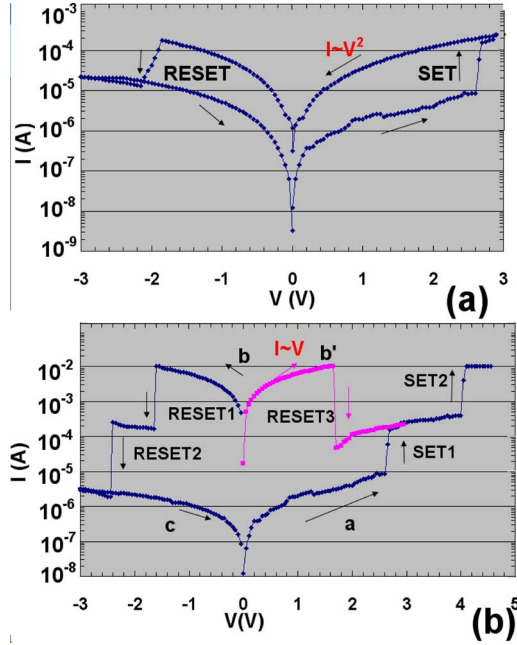 10-3
10-4
10-5
10-6
10-7
10-8
10-9
I (A)
RESET
I~V2
SET
-3 -2 -1 0 1 2 3
V (V)
(a)
10-2
10-3
10-4
10-5
10-6
10-7
10-8
I (A)
b
I~V
b'
SET2
RESET1
RESET3
RESET2
SET1
c
a
-3 -2 -1 0 1 2 3 4 5
V(V)
(b)